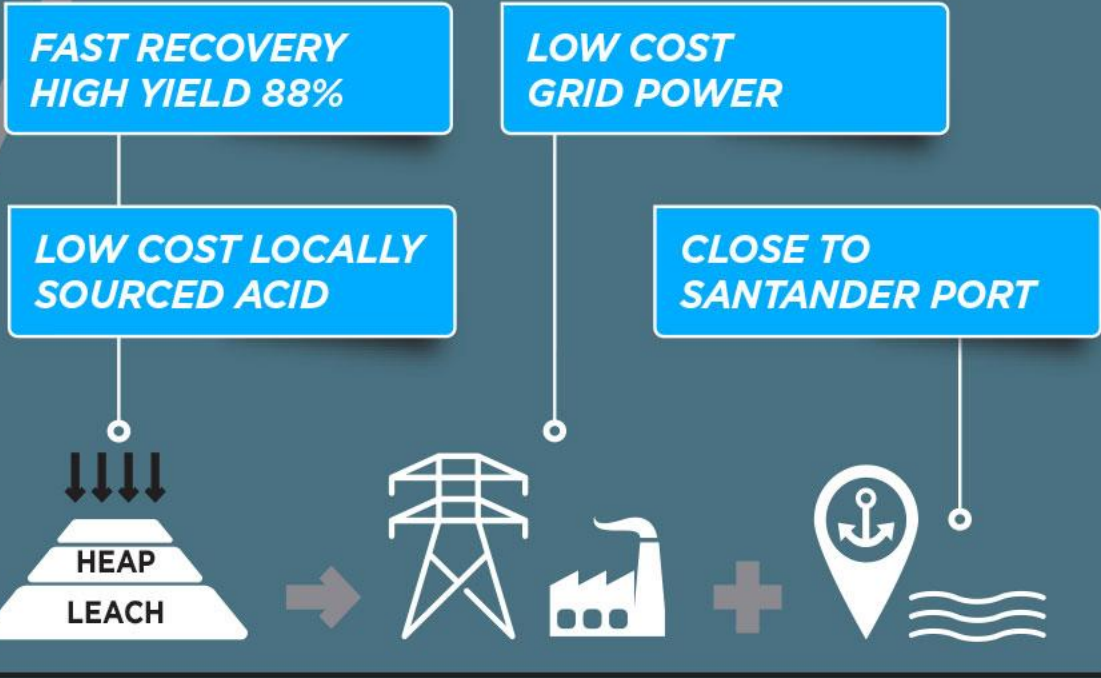 FAST RECOVERY
HIGH YIELD 88%
LOW COST
GRID POWER
LOW COST LOCALLY
SOURCED ACID
CLOSE TO
SANTANDER PORT
HEAP
LEACH